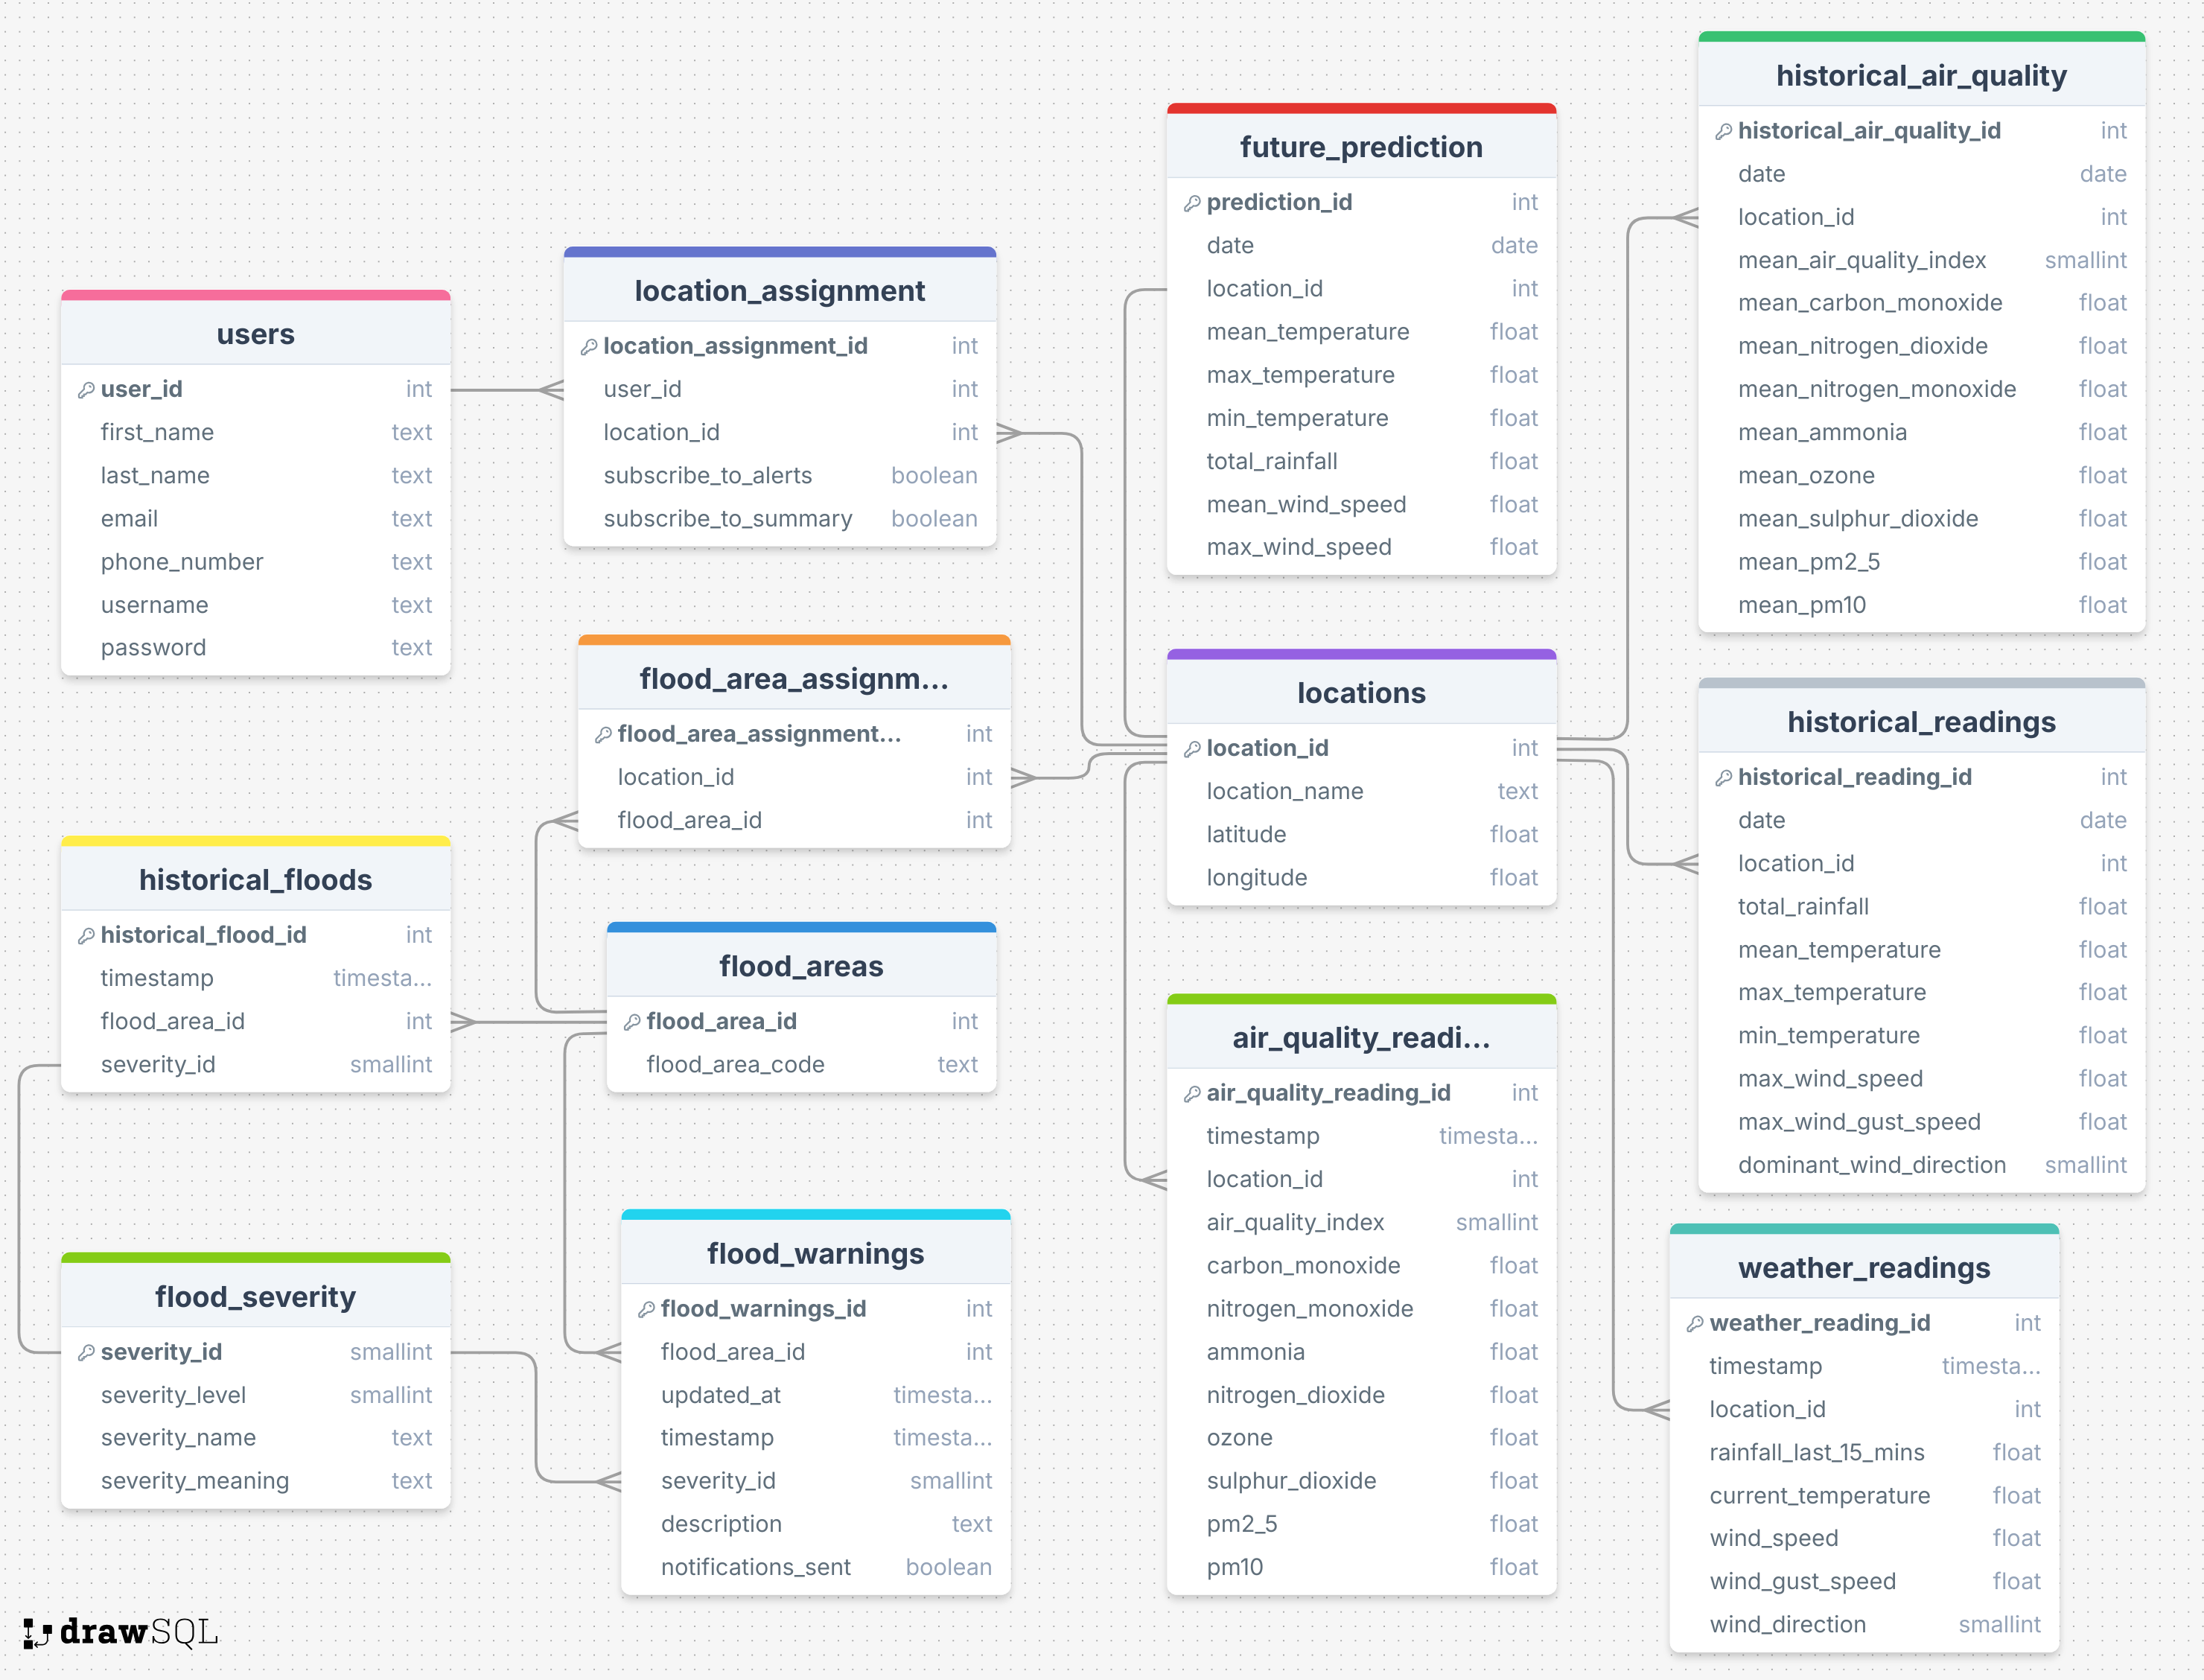 users
user_id int
first_name text
last_name text
email text
phone_number text
username text
password text
location_assignment
location_assignment_id int
user_id int
location_id int
subscribe_to_alerts boolean
subscribe_to_summary boolean
flood_area_assignm...
flood_area_assignment... int
location_id int
flood_area_id int
historical_floods
historical_flood_id int
timestamp timesta...
flood_area_id int
severity_id smallint
flood_areas
flood_area_id int
flood_area_code text
flood_severity
severity_id smallint
severity_level smallint
severity_name text
severity_meaning text
flood_warnings
flood_warnings_id int
flood_area_id int
updated_at timesta...
timestamp timesta...
severity_id smallint
description text
notifications_sent boolean
future_prediction
prediction_id int
date date
location_id int
mean_temperature float
max_temperature float
min_temperature float
total_rainfall float
mean_wind_speed float
max_wind_speed float
locations
location_id int
location_name text
latitude float
longitude float
air_quality_readi...
air_quality_reading_id int
timestamp timesta...
location_id int
air_quality_index smallint
carbon_monoxide float
nitrogen_monoxide float
ammonia float
nitrogen_dioxide float
ozone float
sulphur_dioxide float
pm2_5 float
pm10 float
historical_air_quality
historical_air_quality_id int
date date
location_id int
mean_air_quality_index smallint
mean_carbon_monoxide float
mean_nitrogen_dioxide float
mean_nitrogen_monoxide float
mean_ammonia float
mean_ozone float
mean_sulphur_dioxide float
mean_pm2_5 float
mean_pm10 float
historical_readings
historical_reading_id int
date date
location_id int
total_rainfall float
mean_temperature float
max_temperature float
min_temperature float
max_wind_speed float
max_wind_gust_speed float
dominant_wind_direction smallint
weather_readings
weather_reading_id int
timestamp timesta...
location_id int
rainfall_last_15_mins float
current_temperature float
wind_speed float
wind_gust_speed float
wind_direction smallint
drawSQL